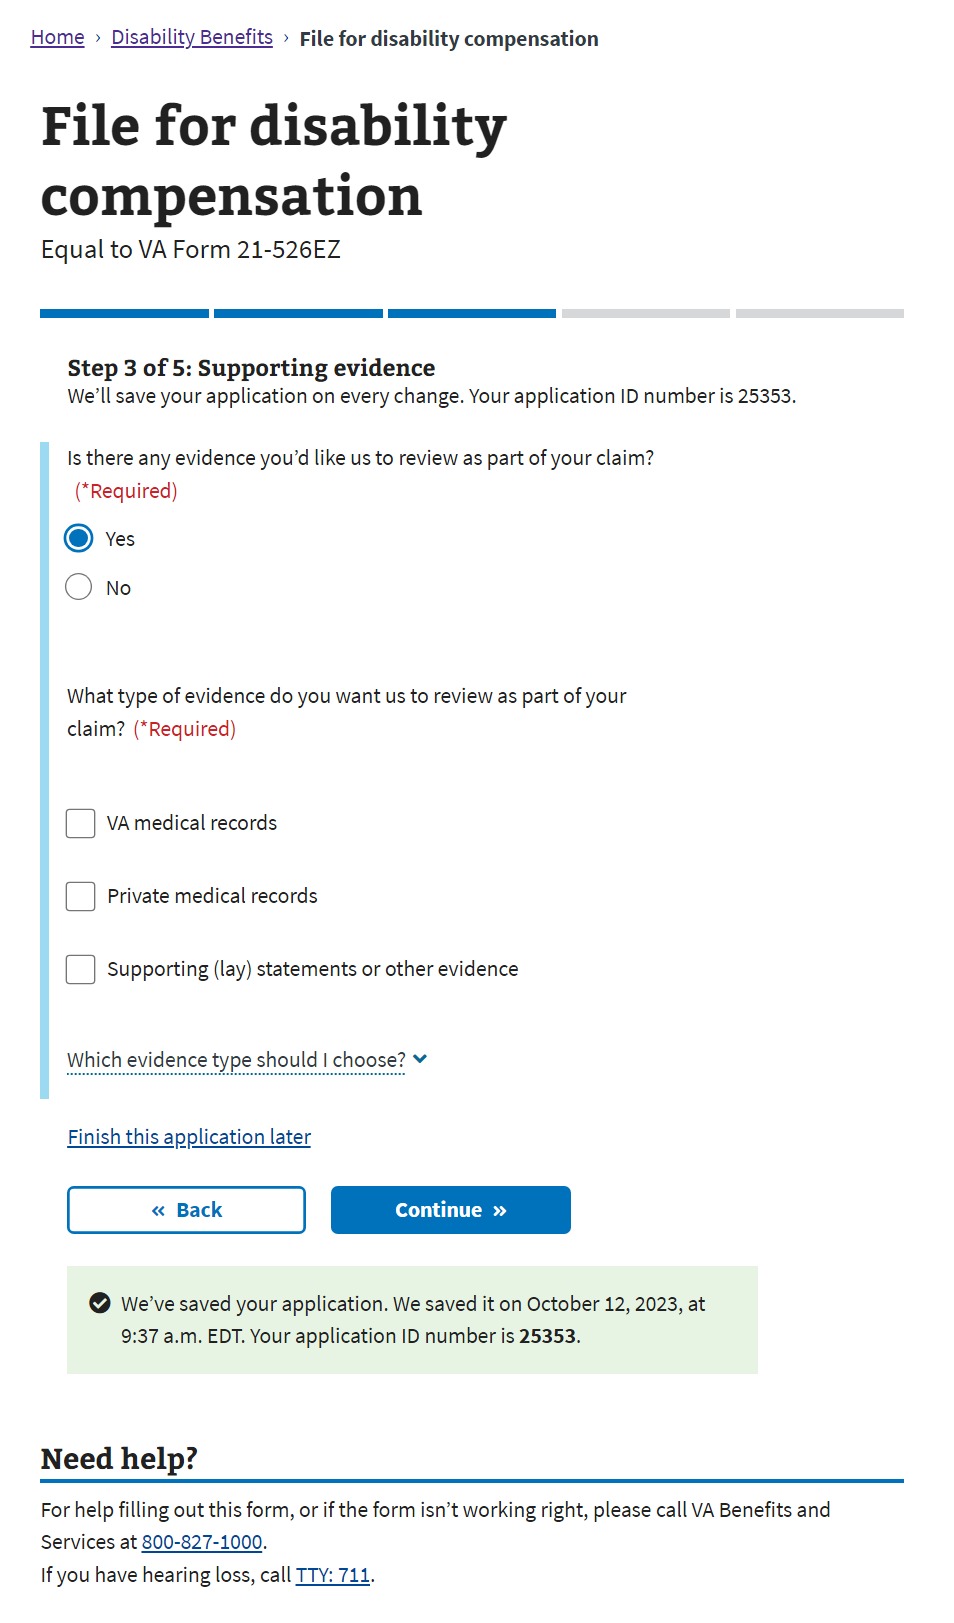 Home › Disability Benefits › File for disability compensation
File for disability
compensation
Equal to VA Form 21-526EZ
Step 3 of 5: Supporting evidence
We’ll save your application on every change. Your application ID number is 25353.
Is there any evidence you’d like us to review as part of your claim?
(*Required)
Yes
No
What type of evidence do you want us to review as part of your
claim? (*Required)
VA medical records
Private medical records
Supporting (lay) statements or other evidence
Which evidence type should I choose?
Finish this application later
« Back
Continue »
We’ve saved your application. We saved it on October 12, 2023, at
9:37 a.m. EDT. Your application ID number is 25353.
Need help?
For help filling out this form, or if the form isn’t working right, please call VA Benefits and
Services at 800-827-1000.
If you have hearing loss, call TTY: 711.